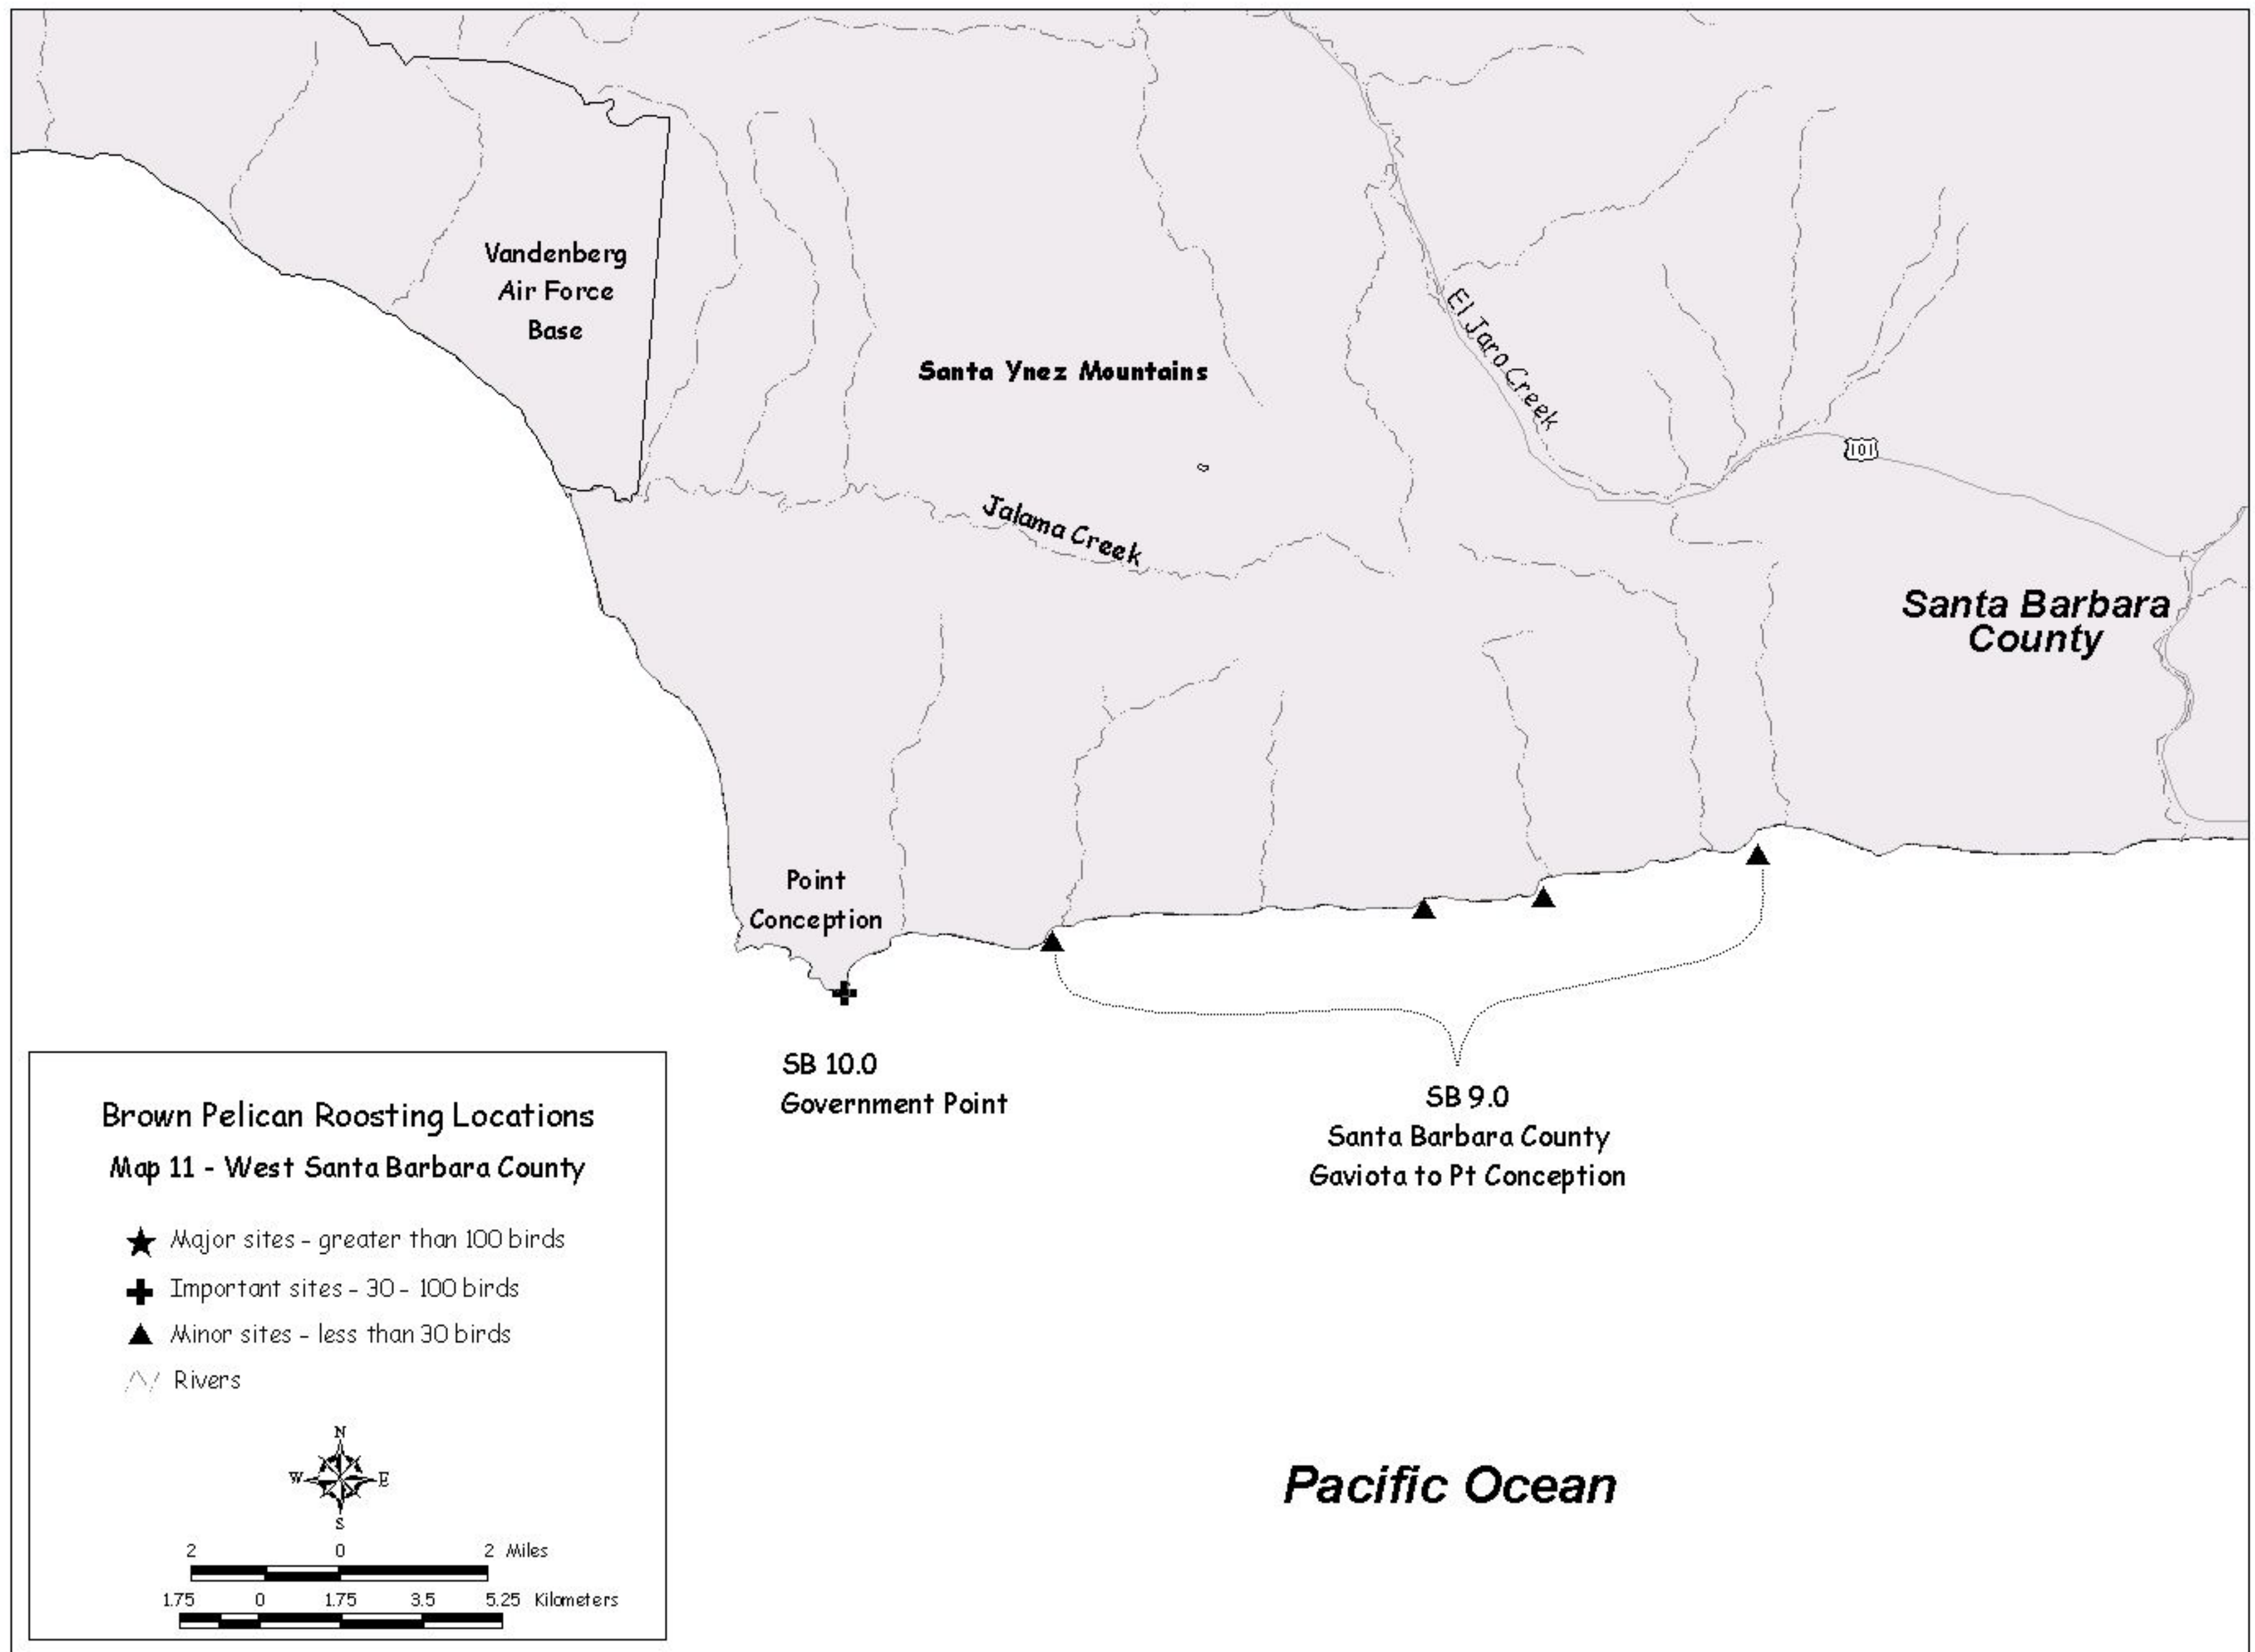 Vandenberg
Air Force
Base
Santa Ynez Mountains
El Jaro Creek
101
Jalama Creek
Santa Barbara
County
Point
Conception
SB 10.0
Government Point
SB 9.0
Santa Barbara County
Gaviota to Pt Conception
Brown Pelican Roosting Locations
Map 11 - West Santa Barbara County
Major sites - greater than 100 birds
Important sites - 30 - 100 birds
Minor sites - less than 30 birds
Rivers
N
W E
S
2 0 2 Miles
1.75 0 1.75 3.5 5.25 Kilometers
Pacific Ocean